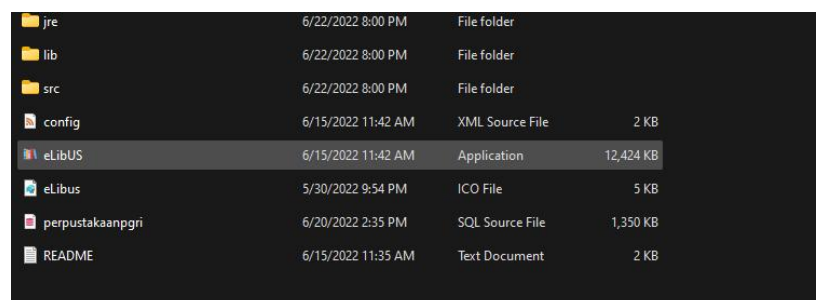 jre 6/22/2022 8:00 PM File folder
lib 6/22/2022 8:00 PM File folder
src 6/22/2022 8:00 PM File folder
config 6/15/2022 11:42 AM XML Source File 2 KB
eLibUS 6/15/2022 11:42 AM Application 12,424 KB
eLibus 5/30/2022 9:54 PM ICO File 5 KB
perpustakaanpgri 6/20/2022 2:35 PM SQL Source File 1,350 KB
README 6/15/2022 11:35 AM Text Document 2 KB